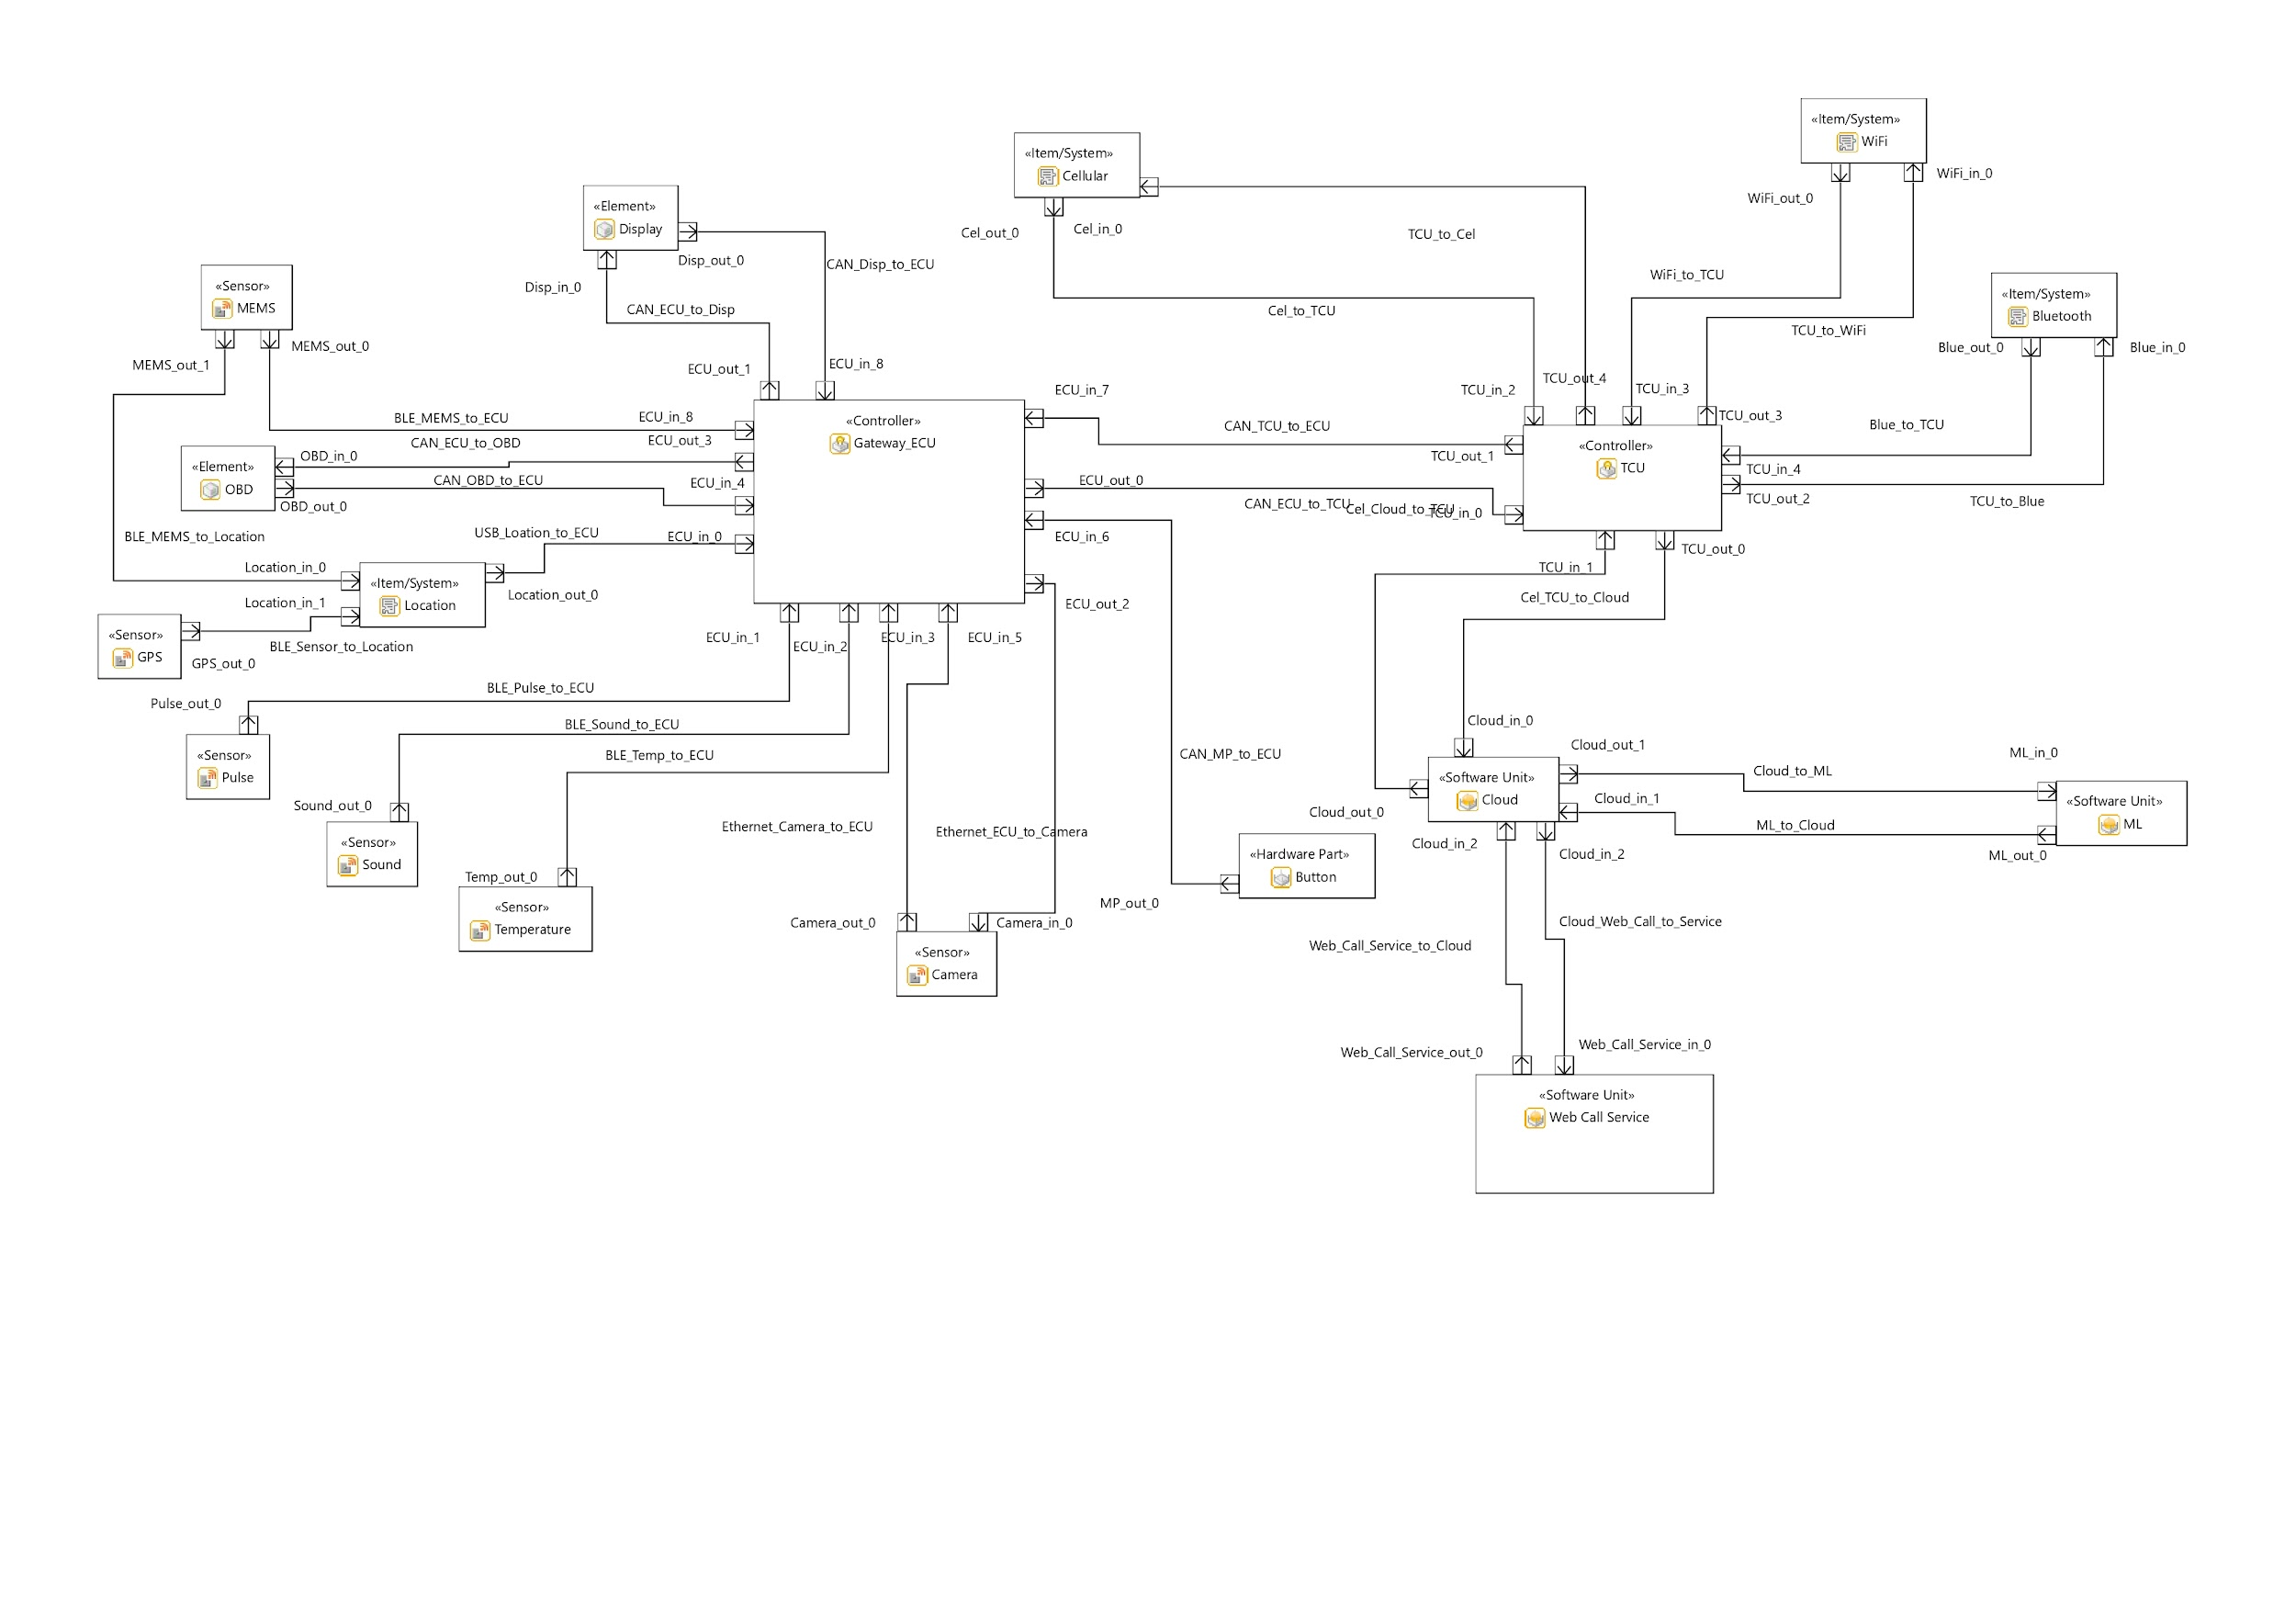 «Item/System»
WiFi
WiFi_out_0
WiFi_in_0
«Item/System»
Cellular
Cel_out_0
Cel_in_0
TCU_to_Cel
«Element»
Display
Disp_out_0
Disp_in_0
CAN_Disp_to_ECU
CAN_ECU_to_Disp
WiFi_to_TCU
TCU_to_WiFi
Cel_to_TCU
«Item/System»
Bluetooth
Blue_out_0
Blue_in_0
«Sensor»
MEMS
MEMS_out_1
MEMS_out_0
ECU_out_1
ECU_in_8
ECU_in_7
TCU_in_2
TCU_out_4
TCU_in_3
TCU_out_3
BLE_MEMS_to_ECU
ECU_in_8
CAN_ECU_to_OBD
ECU_out_3
«Controller»
Gateway_ECU
CAN_TCU_to_ECU
TCU_out_1
«Controller»
TCU
Blue_to_TCU
TCU_in_4
TCU_out_2
TCU_to_Blue
«Element»
OBD
OBD_in_0
OBD_out_0
CAN_OBD_to_ECU
ECU_in_4
ECU_out_0
CAN_ECU_to_TCU
Cel_Cloud_to_TCU
TCU_in_0
BLE_MEMS_to_Location
USB_Loation_to_ECU
ECU_in_0
ECU_in_6
TCU_out_0
Location_in_0
«Item/System»
Location
Location_out_0
Location_in_1
TCU_in_1
Cel_TCU_to_Cloud
ECU_out_2
«Sensor»
GPS
GPS_out_0
BLE_Sensor_to_Location
ECU_in_1
ECU_in_2
ECU_in_3
ECU_in_5
BLE_Pulse_to_ECU
Pulse_out_0
BLE_Sound_to_ECU
Cloud_in_0
«Sensor»
Pulse
BLE_Temp_to_ECU
CAN_MP_to_ECU
Cloud_out_1
ML_in_0
Cloud_to_ML
«Software Unit»
Cloud
Cloud_in_1
«Software Unit»
ML
Sound_out_0
Cloud_out_0
Ethernet_Camera_to_ECU
Ethernet_ECU_to_Camera
ML_to_Cloud
Cloud_in_2
Cloud_in_2
ML_out_0
«Sensor»
Sound
«Hardware Part»
Button
Temp_out_0
MP_out_0
«Sensor»
Temperature
Camera_out_0
Camera_in_0
Cloud_Web_Call_to_Service
Web_Call_Service_to_Cloud
«Sensor»
Camera
Web_Call_Service_out_0
Web_Call_Service_in_0
«Software Unit»
Web Call Service